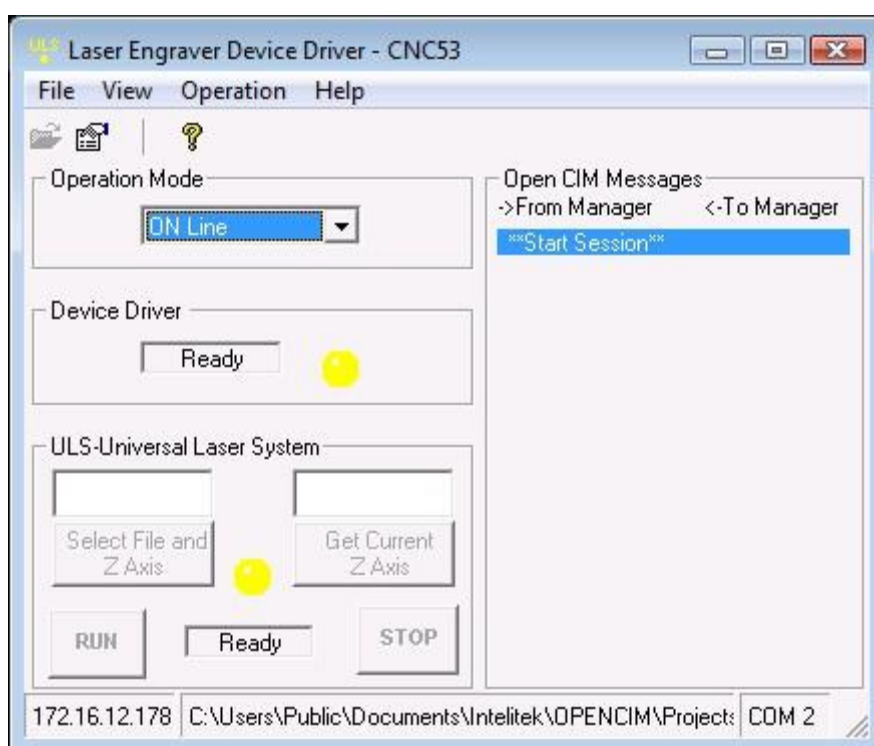 ULS Laser Engraver Device Driver - CNC53
File View Operation Help
Operation Mode
ON Line
Device Driver
Ready
ULS-Universal Laser System
Select File and
Z Axis
Get Current
Z Axis
RUN
Ready
STOP
Open CIM Messages
->From Manager <-To Manager
**Start Session**
172.16.12.178 C:\Users\Public\Documents\Intelitek\OPENCIM\Projects COM 2